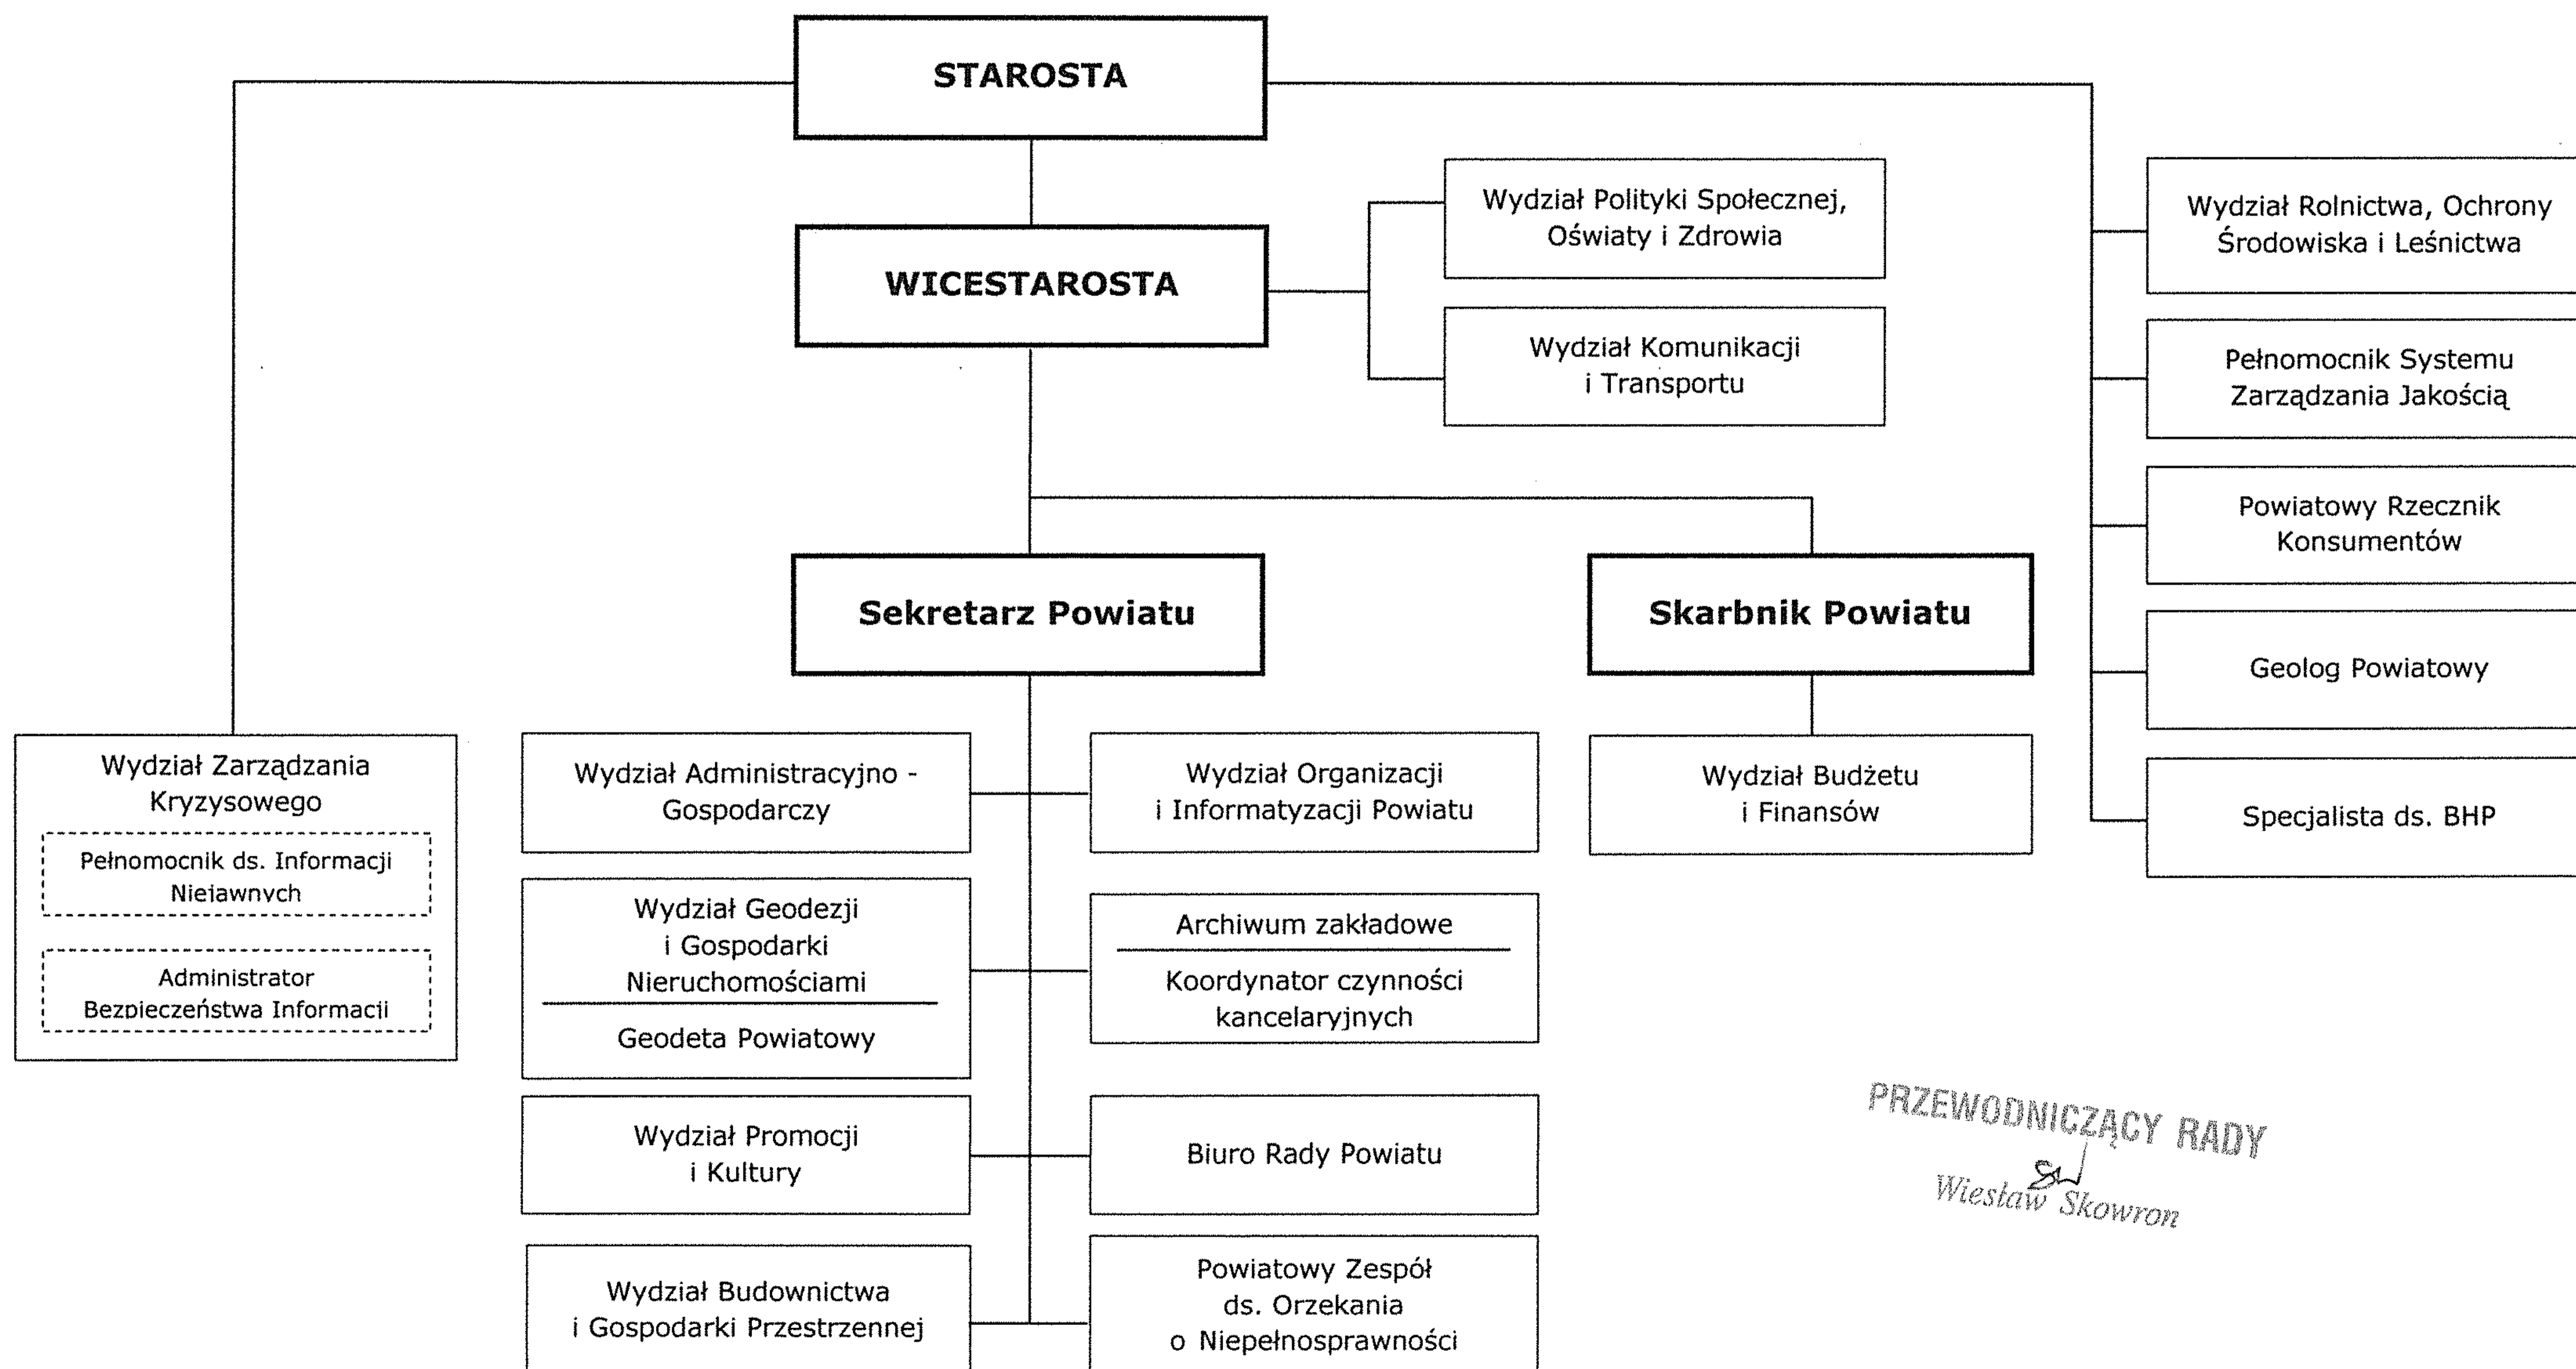 STAROSTA
WICESTAROSTA
Wydział Polityki Społecznej,
Oświaty i Zdrowia
Wydział Komunikacji
i Transportu
Wydział Rolnictwa, Ochrony
Środowiska i Leśnictwa
Pełnomocnik Systemu
Zarządzania Jakością
Powiatowy Rzecznik
Konsumentów
Geolog Powiatowy
Specjalista ds. BHP
Sekretarz Powiatu
Skarbnik Powiatu
Wydział Zarządzania
Kryzysowego
Pełnomocnik ds. Informacji
Niejawnych
Administrator
Bezpieczeństwa Informacji
Wydział Administracyjno -
Gospodarczy
Wydział Geodezji
i Gospodarki
Nieruchomościami
Geodeta Powiatowy
Wydział Promocji
i Kultury
Wydział Budownictwa
i Gospodarki Przestrzennej
Wydział Organizacji
i Informatyzacji Powiatu
Archiwum zakładowe
Koordynator czynności
kancelaryjnych
Biuro Rady Powiatu
Powiatowy Zespół
ds. Orzekania
o Niepełnosprawności
Wydział Budżetu
i Finansów
PRZEWODNICZĄCY RADY
Wiesław Skowron